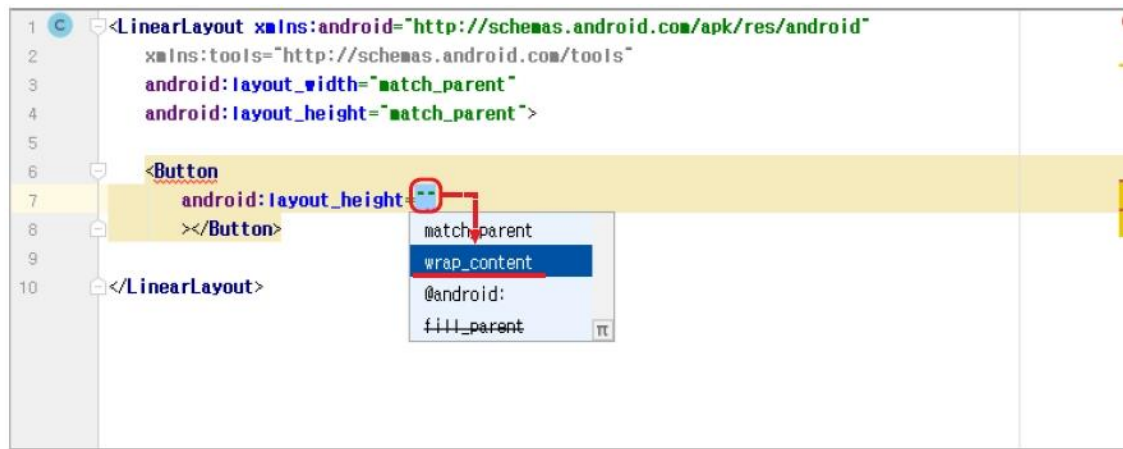 1 C <LinearLayout xmlns:android="http://schemas.android.com/apk/res/android"
2 xmlns:tools="http://schemas.android.com/tools"
3 android:layout_width="match_parent"
4 android:layout_height="match_parent">
5
6 <Button
7 android:layout_height=""
8 ></Button>
match_parent
9
wrap_content
10 </LinearLayout>
@android:
fill_parent
π